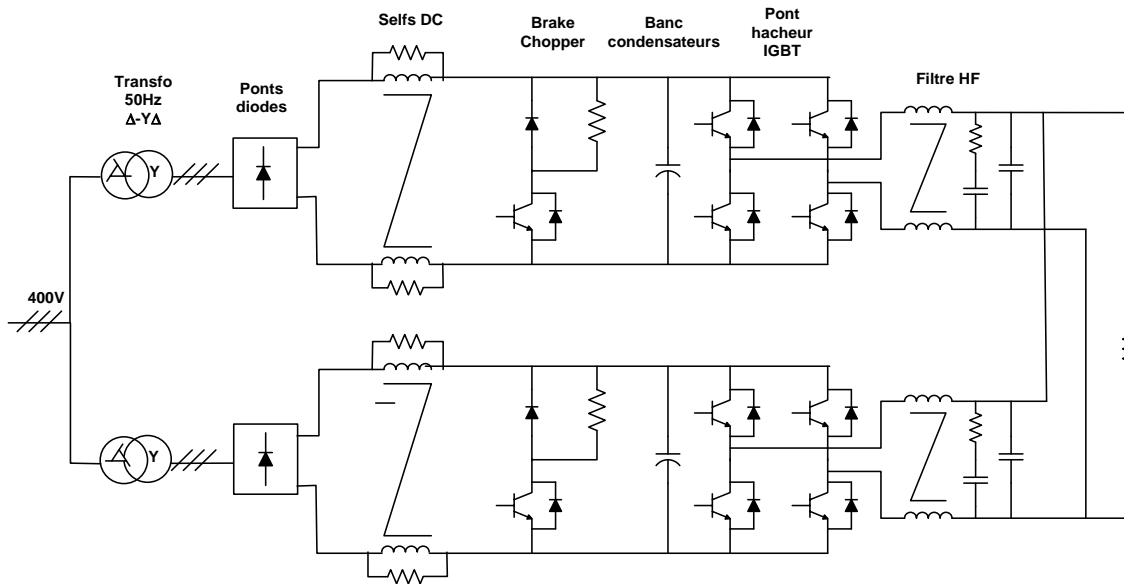 Selfs DC
Brake
Chopper
Banc
condensateurs
Pont
hacheur
IGBT
Filtre HF
Transfo
50Hz
Δ-YΔ
Ponts
diodes
Y
400V
Y